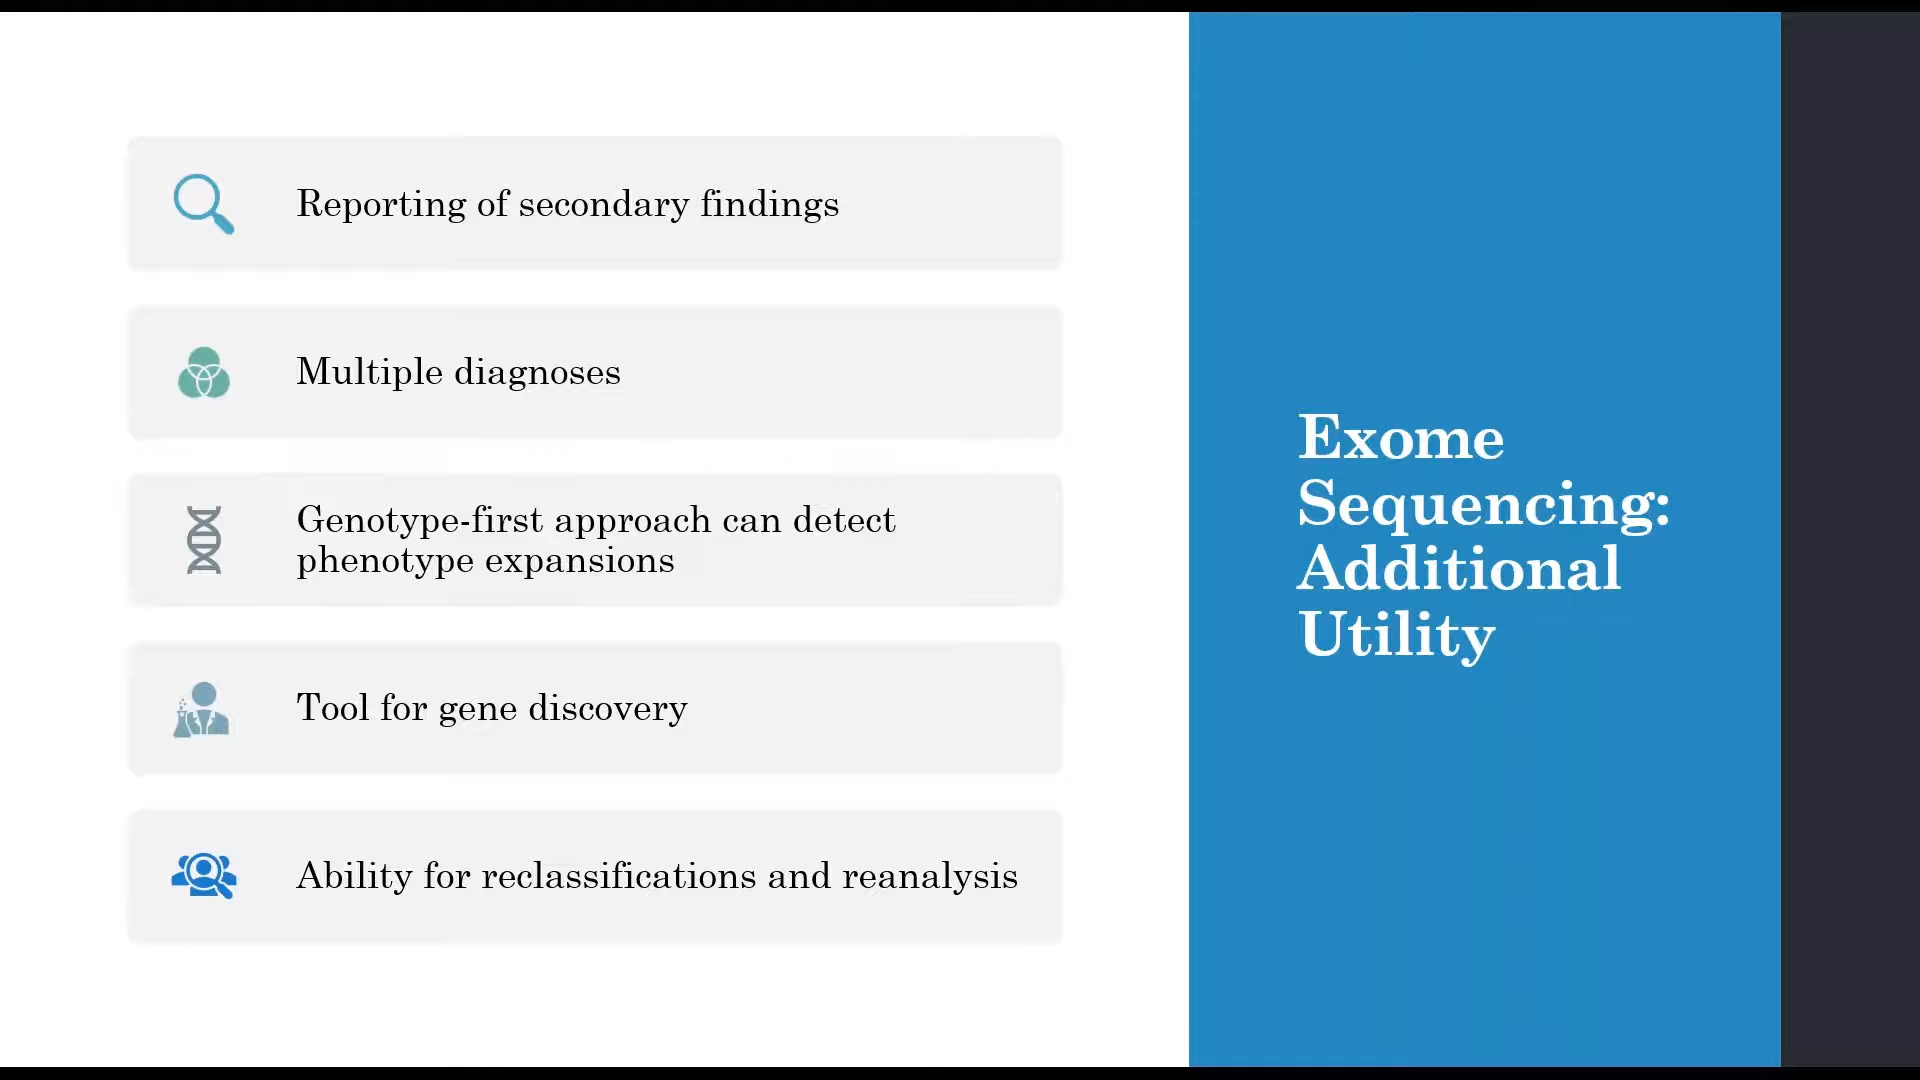 Reporting of secondary findings
Multiple diagnoses
Genotype-first approach can detect
phenotype expansions
Tool for gene discovery
Ability for reclassifications and reanalysis
Exome
Sequencing:
Additional
Utility